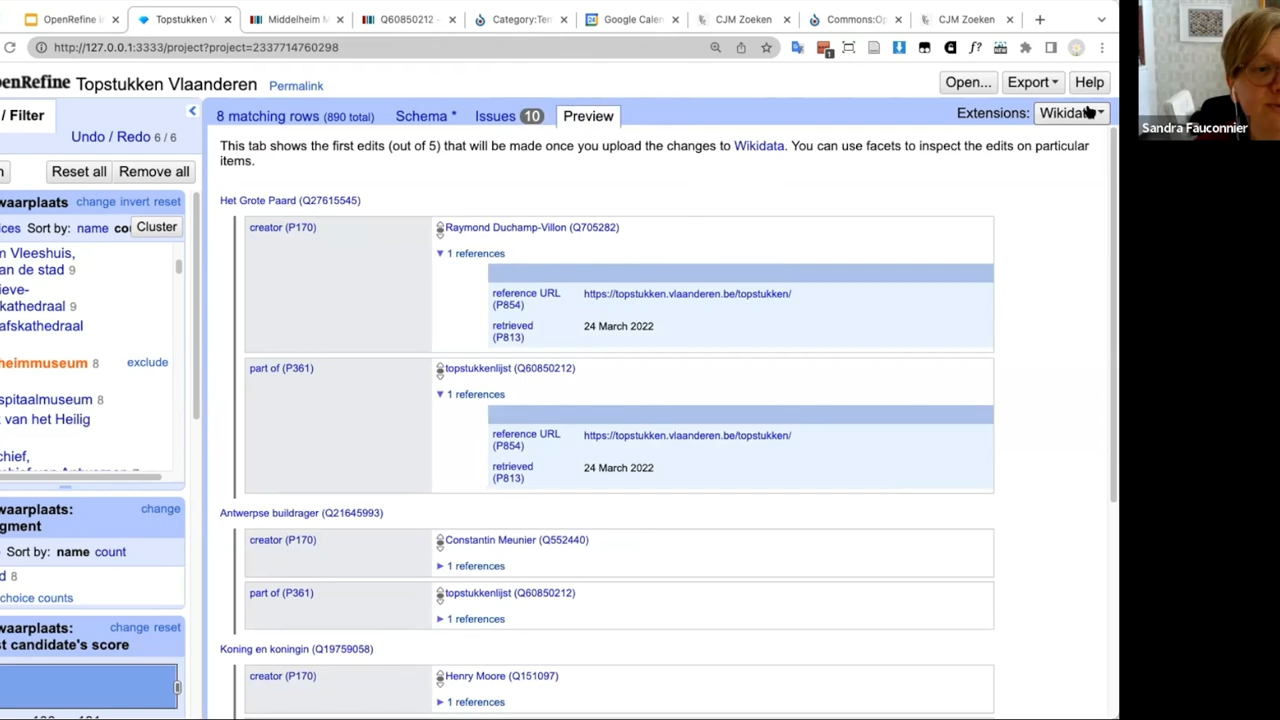 OpenRefine in
Topstukken V
Middelheim M
Q60850212 -
Category:Ten
Google Cale
CJM Zoeken
Commons:Op
CJM Zoeken
http://127.0.0.1:3333/project?project=2337714760298
penRefine Topstukken Vlaanderen Permalink
Open... Export Help
/ Filter
Undo / Redo 6 / 6
8 matching rows (890 total) Schema * Issues 10 Preview
Extensions: Wikidata
Reset all Remove all
This tab shows the first edits (out of 5) that will be made once you upload the changes to Wikidata. You can use facets to inspect the edits on particular
items.
waarplaats change invert reset
ices Sort by: name cou Cluster
m Vleeshuis,
an de stad 9
ieve-
kathedraal 9
afskathedraal
heimmuseum 8 exclude
spitaalmuseum 8
k van het Heilig
chief,
waarplaats: change
gment
Sort by: name count
d 8
choice counts
waarplaats: change reset
st candidate's score
Het Grote Paard (Q27615545)
creator (P170) Raymond Duchamp-Villon (Q705282)
1 references
reference URL https://topstukken.vlaanderen.be/topstukken/
(P854)
retrieved 24 March 2022
(P813)
part of (P361) topstukkenlijst (Q60850212)
1 references
reference URL https://topstukken.vlaanderen.be/topstukken/
(P854)
retrieved 24 March 2022
(P813)
Antwerpse buildrager (Q21645993)
creator (P170) Constantin Meunier (Q552440)
1 references
part of (P361) topstukkenlijst (Q60850212)
1 references
Koning en koningin (Q19759058)
creator (P170) Henry Moore (Q151097)
1 references
Sandra Fauconnier